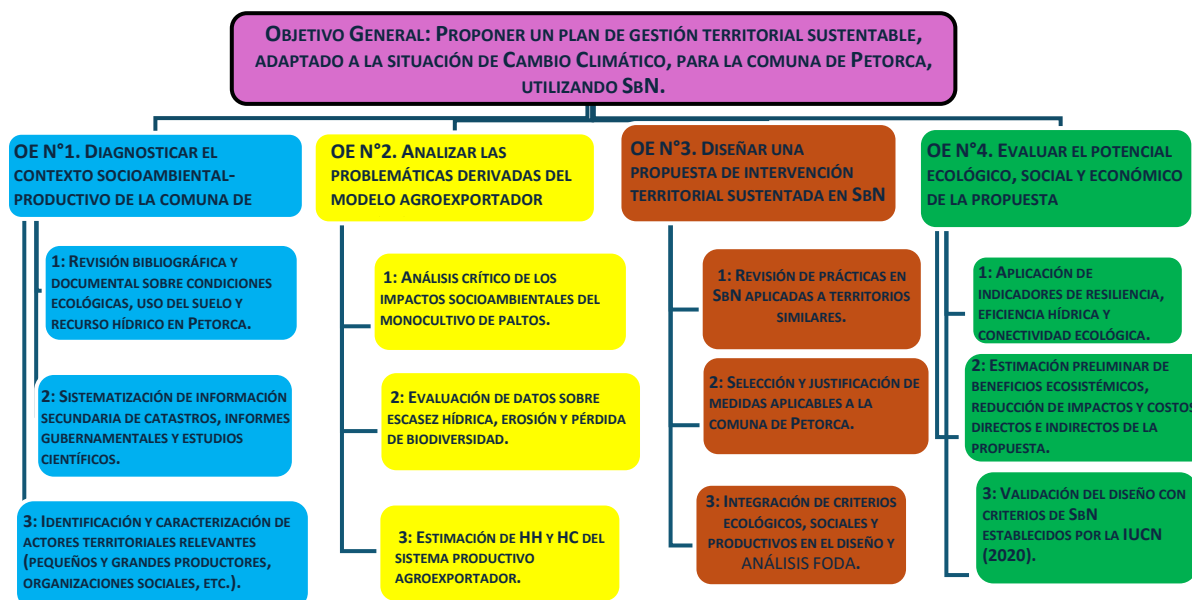 OBJETIVO GENERAL: PROPONER UN PLAN DE GESTIÓN TERRITORIAL SUSTENTABLE,
ADAPTADO A LA SITUACIÓN DE CAMBIO CLIMÁTICO, PARA LA COMUNA DE PETORCA,
UTILIZANDO SBN.
OE N°1. DIAGNOSTICAR EL
CONTEXTO SOCIOAMBIENTAL-
PRODUCTIVO DE LA COMUNA DE
1: REVISIÓN BIBLIOGRÁFICA Y
DOCUMENTAL SOBRE CONDICIONES
ECOLÓGICAS, USO DEL SUELO Y
RECURSO HÍDRICO EN PETORCA.
2: SISTEMATIZACIÓN DE INFORMACIÓN
SECUNDARIA DE CATASTROS, INFORMES
GUBERNAMENTALES Y ESTUDIOS
CIENTÍFICOS.
3: IDENTIFICACIÓN Y CARACTERIZACIÓN DE
ACTORES TERRITORIALES RELEVANTES
(PEQUEÑOS Y GRANDES PRODUCTORES,
ORGANIZACIONES SOCIALES, ETC.).
OE N°2. ANALIZAR LAS
PROBLEMÁTICAS DERIVADAS DEL
MODELO AGROEXPORTADOR
1: ANÁLISIS CRÍTICO DE LOS
IMPACTOS SOCIOAMBIENTALES DEL
MONOCULTIVO DE PALTOS.
2: EVALUACIÓN DE DATOS SOBRE
ESCASEZ HÍDRICA, EROSIÓN Y PÉRDIDA
DE BIODIVERSIDAD.
3: ESTIMACIÓN DE HH Y HC DEL
SISTEMA PRODUCTIVO
AGROEXPORTADOR.
OE N°3. DISEÑAR UNA
PROPUESTA DE INTERVENCIÓN
TERRITORIAL SUSTENTADA EN SBN
1: REVISIÓN DE PRÁCTICAS EN
SBN APLICADAS A TERRITORIOS
SIMILARES.
2: SELECCIÓN Y JUSTIFICACIÓN DE
MEDIDAS APLICABLES A LA
COMUNA DE PETORCA.
3: INTEGRACIÓN DE CRITERIOS
ECOLÓGICOS, SOCIALES Y
PRODUCTIVOS EN EL DISEÑO Y
ANÁLISIS FODA.
OE N°4. EVALUAR EL POTENCIAL
ECOLÓGICO, SOCIAL Y ECONÓMICO
DE LA PROPUESTA
1: APLICACIÓN DE
INDICADORES DE RESILIENCIA,
EFICIENCIA HÍDRICA Y
CONECTIVIDAD ECOLÓGICA.
2: ESTIMACIÓN PRELIMINAR DE
BENEFICIOS ECOSISTÉMICOS,
REDUCCIÓN DE IMPACTOS Y COSTOS
DIRECTOS E INDIRECTOS DE LA
PROPUESTA.
3: VALIDACIÓN DEL DISEÑO CON
CRITERIOS DE SBN
ESTABLECIDOS POR LA IUCN
(2020).